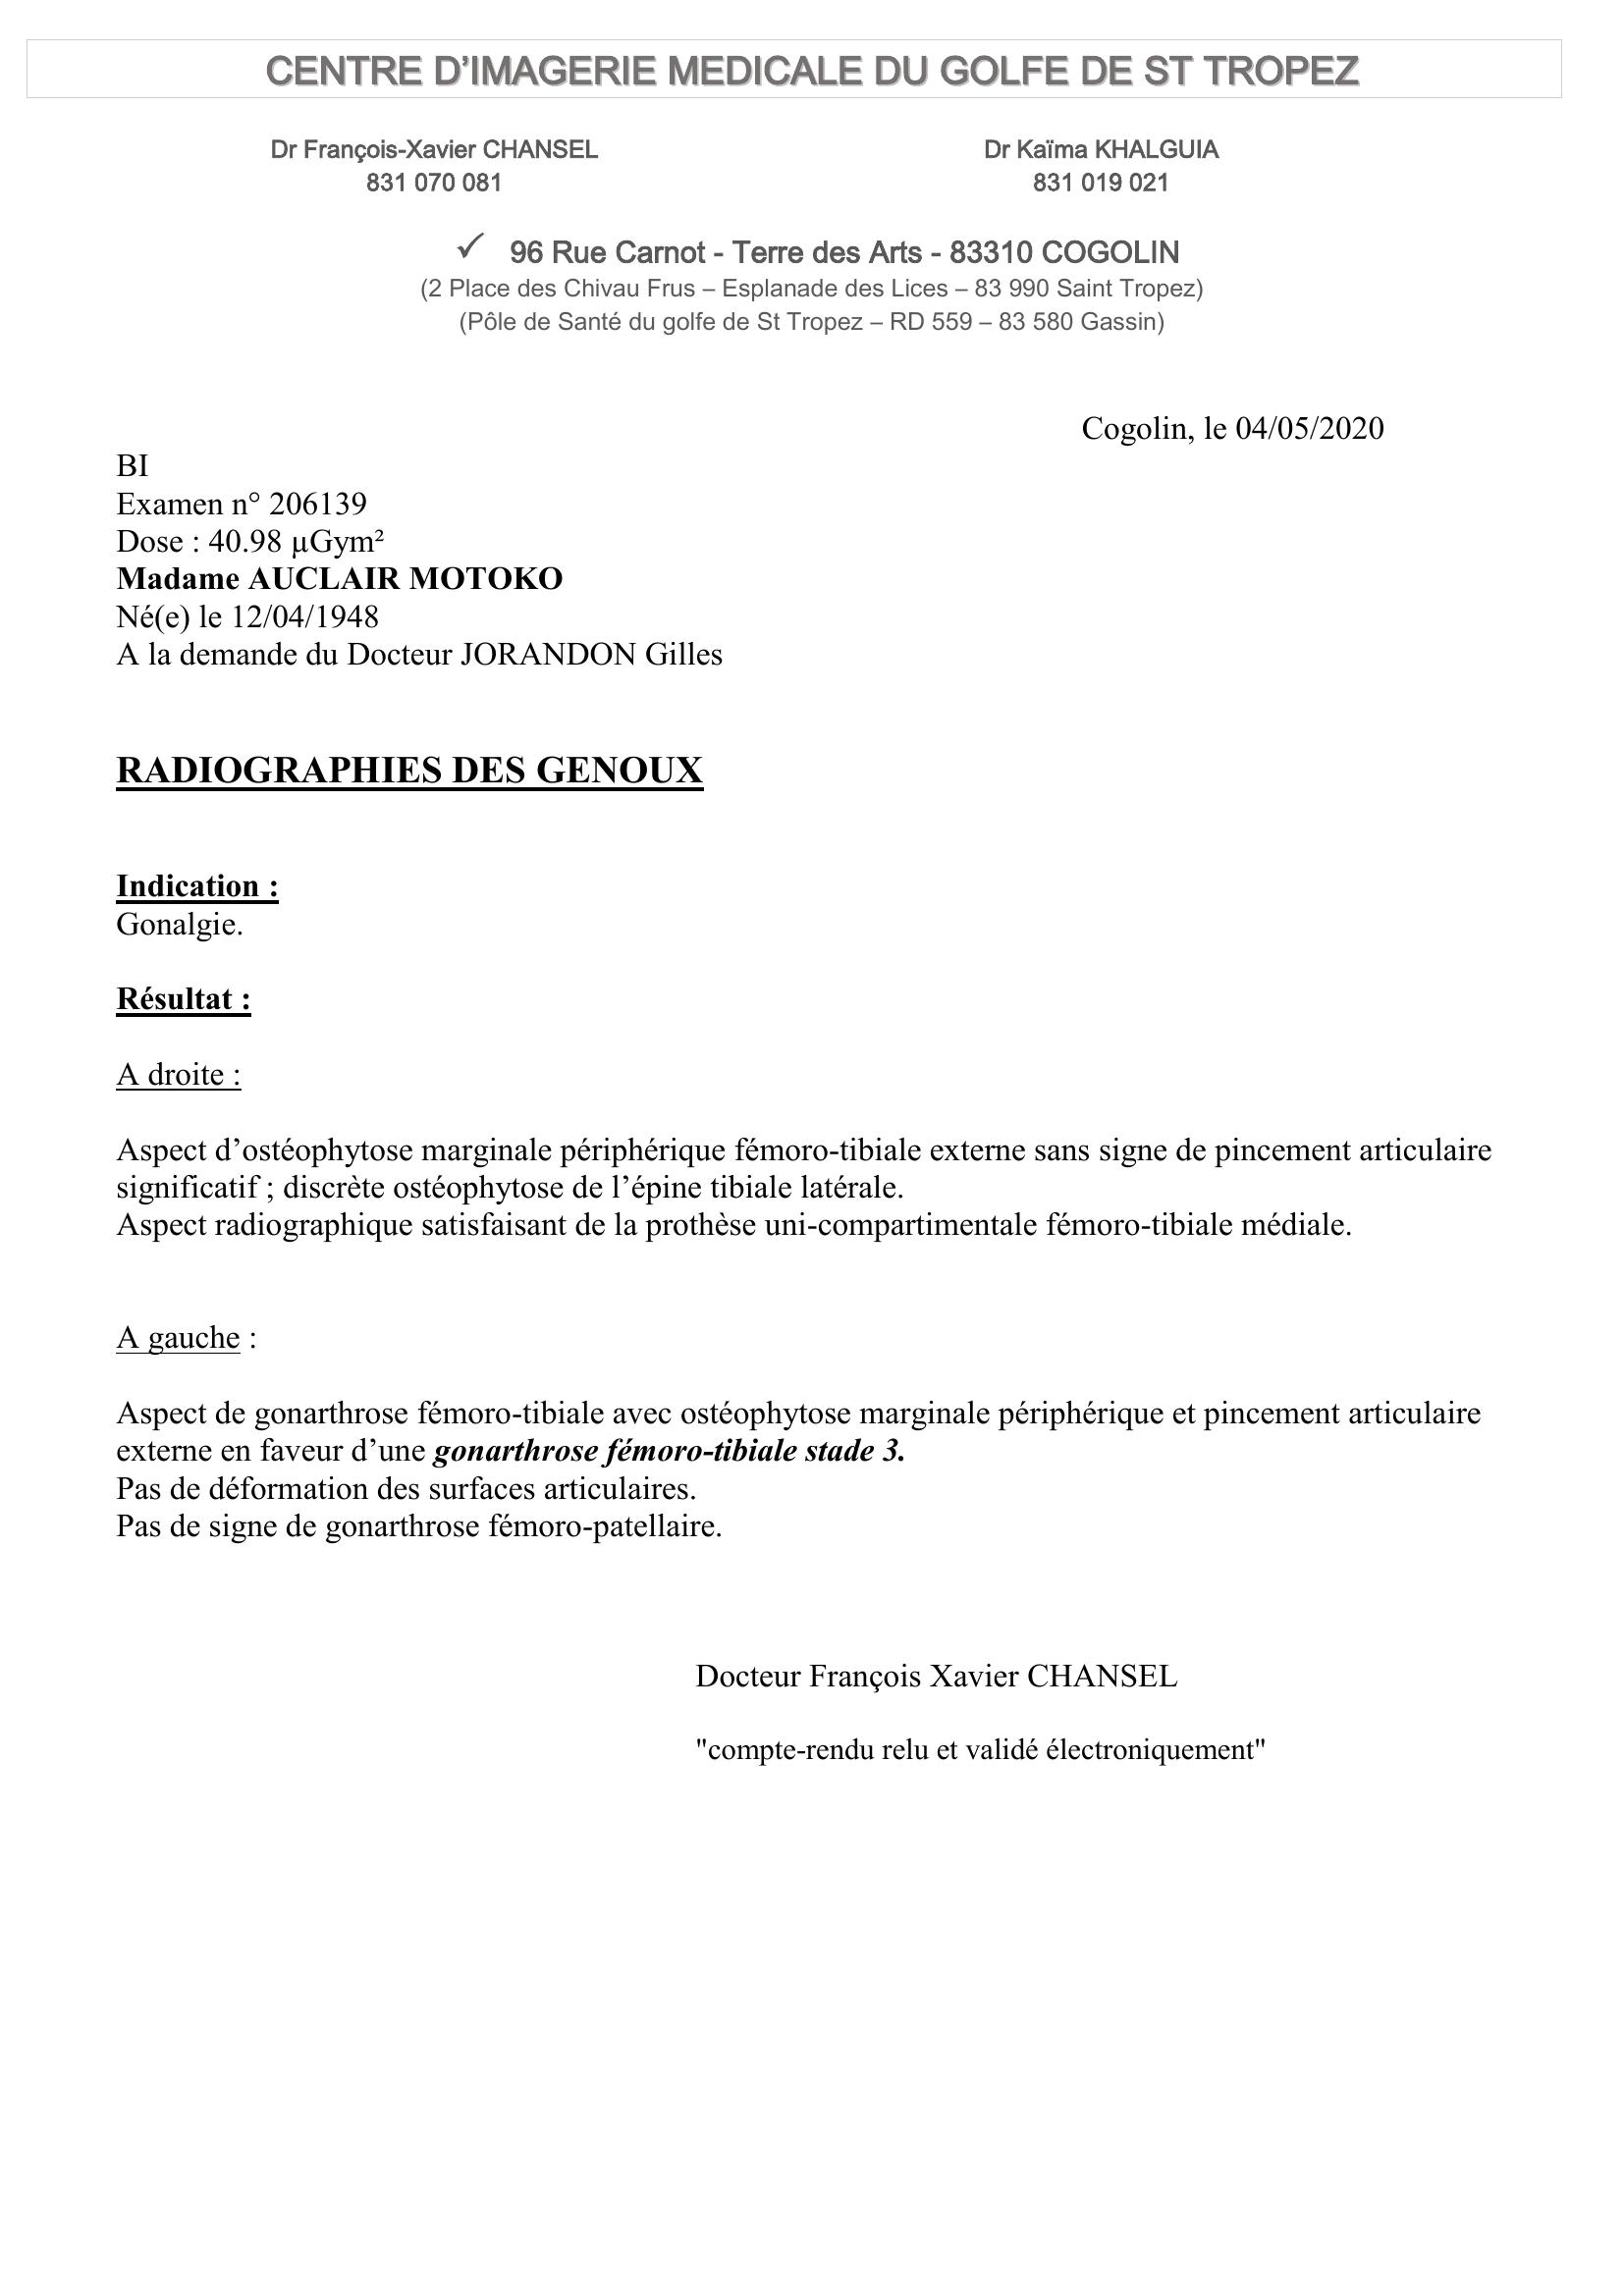 CENTRE D’IMAGERIE MEDICALE DU GOLFE DE ST TROPEZ
Dr François-Xavier CHANSEL
831 070 081
Dr Kaïma KHALGUIA
831 019 021
✓ 96 Rue Carnot - Terre des Arts - 83310 COGOLIN
(2 Place des Chivau Frus – Esplanade des Lices – 83 990 Saint Tropez)
(Pôle de Santé du golfe de St Tropez – RD 559 – 83 580 Gassin)
Cogolin, le 04/05/2020
BI
Examen n° 206139
Dose : 40.98 µGym²
Madame AUCLAIR MOTOKO
Né(e) le 12/04/1948
A la demande du Docteur JORANDON Gilles
RADIOGRAPHIES DES GENOUX
Indication :
Gonalgie.
Résultat :
A droite :
Aspect d’ostéophytose marginale périphérique fémoro-tibiale externe sans signe de pincement articulaire
significatif ; discrète ostéophytose de l’épine tibiale latérale.
Aspect radiographique satisfaisant de la prothèse uni-compartimentale fémoro-tibiale médiale.
A gauche :
Aspect de gonarthrose fémoro-tibiale avec ostéophytose marginale périphérique et pincement articulaire
externe en faveur d’une gonarthrose fémoro-tibiale stade 3.
Pas de déformation des surfaces articulaires.
Pas de signe de gonarthrose fémoro-patellaire.
Docteur François Xavier CHANSEL
"compte-rendu relu et validé électroniquement"